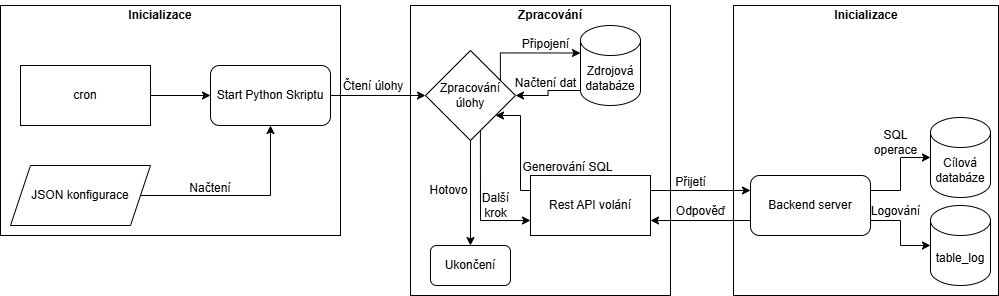 Inicializace
cron
Start Python Skriptu
JSON konfigurace
Načtení
Čtení úlohy
Zpracování
Zpracování
úlohy
Připojení
Načtení dat
Zdrojová
databáze
Generování SQL
Hotovo
Další
krok
Rest API volání
Ukončení
Přijetí
Odpověď
Inicializace
Backend server
SQL
operace
Cílová
databáze
Logování
table_log